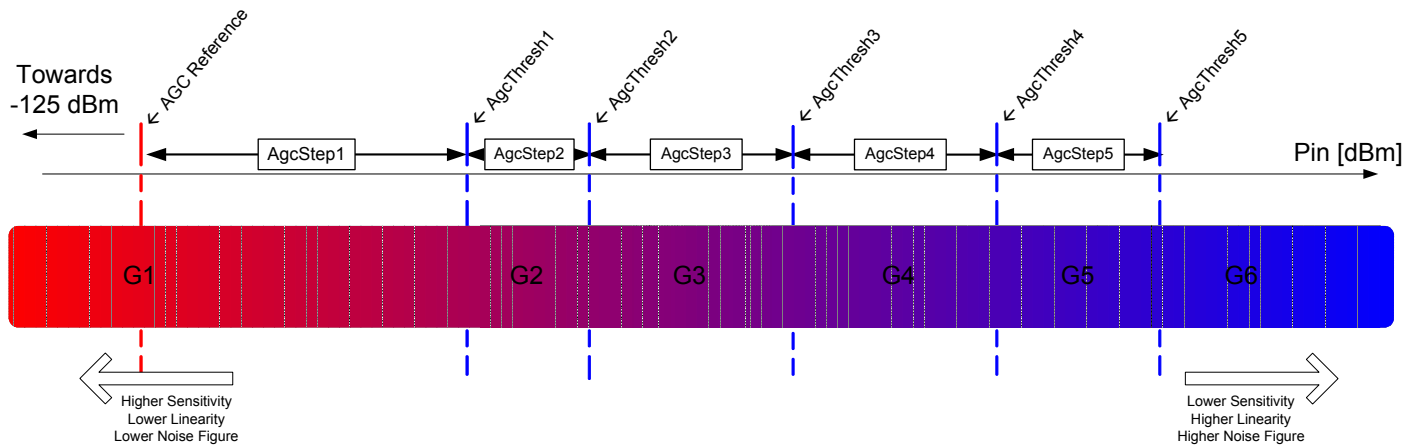 Towards
-125 dBm
← AGC Reference
← AgcThresh1
← AgcThresh2
← AgcThresh3
← AgcThresh4
← AgcThresh5
AgcStep1
AgcStep2
AgcStep3
AgcStep4
AgcStep5
Pin [dBm]
G1
G2
G3
G4
G5
G6
Higher Sensitivity
Lower Linearity
Lower Noise Figure
Lower Sensitivity
Higher Linearity
Higher Noise Figure